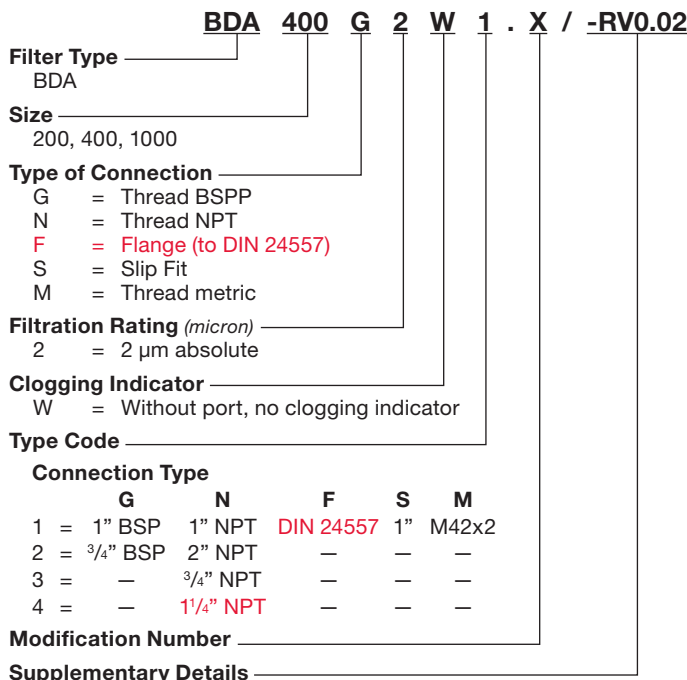 BDA 400 G 2 W 1 . X / -RV0.02
Filter Type
BDA
Size
200, 400, 1000
Type of Connection
G = Thread BSPP
N = Thread NPT
F = Flange (to DIN 24557)
S = Slip Fit
M = Thread metric
Filtration Rating (micron)
2 = 2 µm absolute
Clogging Indicator
W = Without port, no clogging indicator
Type Code
Connection Type
G N F S M
1 = 1” BSP 1” NPT DIN 24557 1” M42x2
2 = 3/4” BSP 2” NPT — — —
3 = — 3/4” NPT — — —
4 = — 11/4” NPT — — —
Modification Number
Supplementary Details